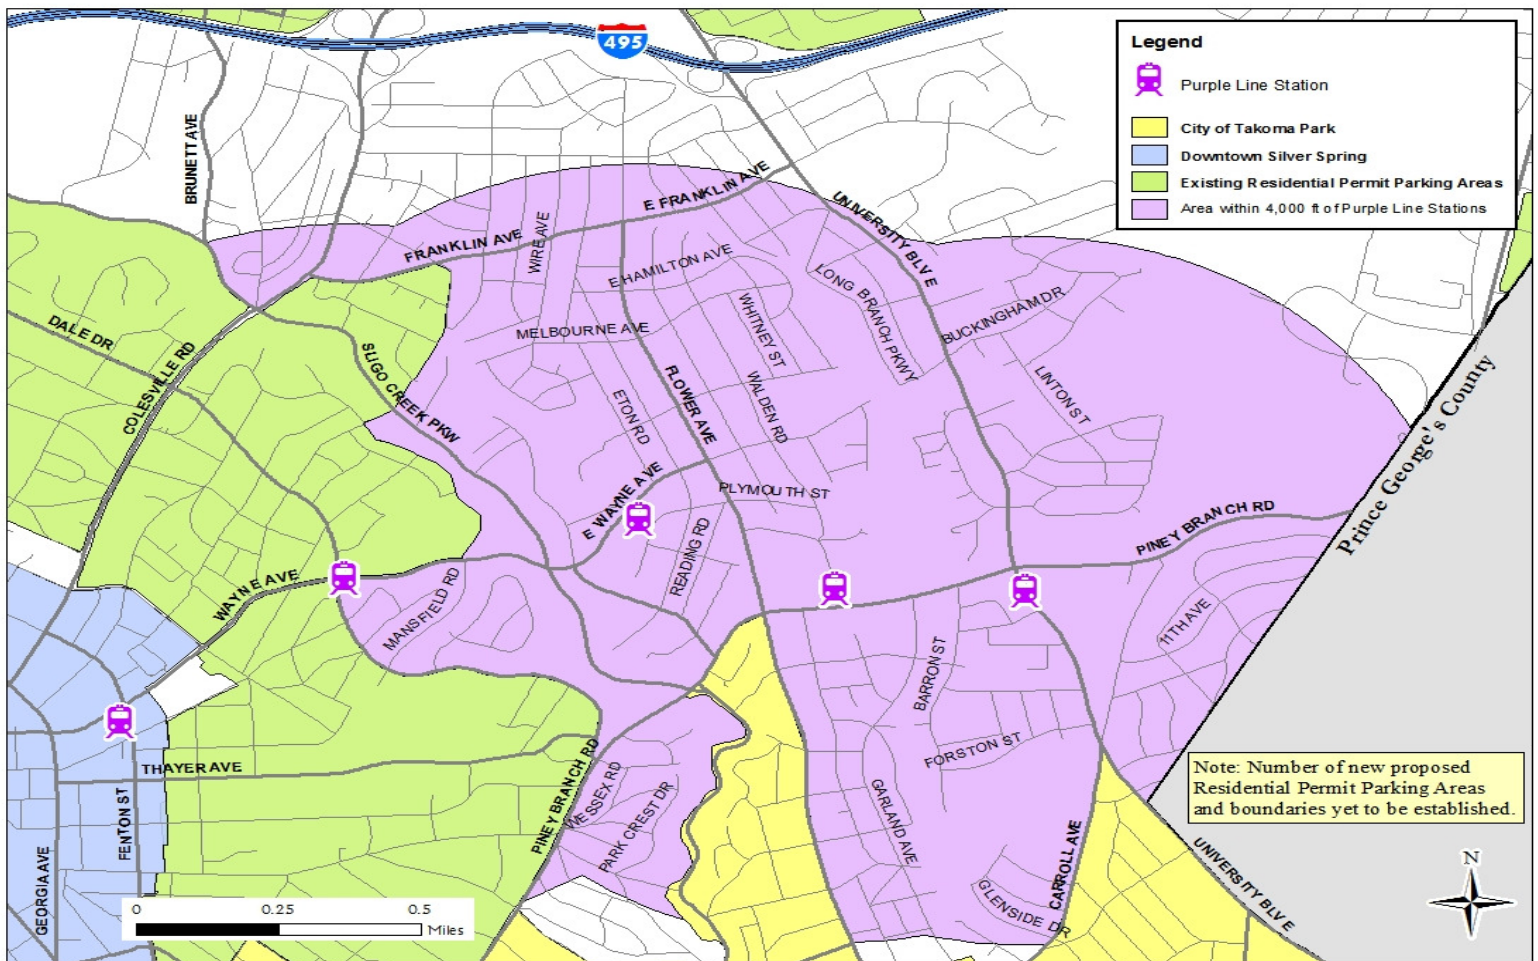 495
Legend
Purple Line Station
City of Takoma Park
Downtown Silver Spring
Existing Residential Permit Parking Areas
Area within 4,000 ft of Purple Line Stations
BRUNETT AVE
E FRANKLIN AVE
UNIVERSITY BLV E
FRANKLIN AVE
WIRE AVE
E HAMILTON AVE
LONG BRANCH PKWY
WHITNEY ST
BUCKINGHAM DR
MELBOURNE AVE
DALE DR
COLESVILLE RD
SLIGO CREEK PKW
FLOWER AVE
WALDEN RD
LINTON ST
ETON RD
Prince George's County
E WAYNE AVE
PLYMOUTH ST
PINEY BRANCH RD
READING RD
WAYNE AVE
MANSFIELD RD
11TH AVE
BARRON ST
FORSTON ST
THAYER AVE
FENTON ST
PINEY BRANCH RD
WESSEX RD
PARK CREST DR
GARLAND AVE
Note: Number of new proposed
Residential Permit Parking Areas
and boundaries yet to be established.
GEORGIA AVE
CARROLL AVE
GLENSIDE DR
UNIVERSITY BLV E
N
0 0.25 0.5
Miles